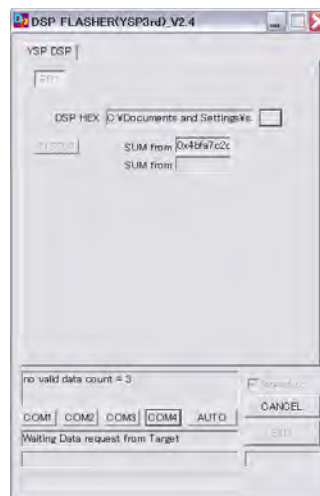 DSP FLASHER(YSP3rd)_V2.4
YSP DSP
DSP HEX C:¥Documents and Settings¥s
SUM from 0x4bfa7c2c
SUM from
no valid data count = 3
COM1 COM2 COM3 COM4 AUTO
CANCEL
Waiting Data request from Target